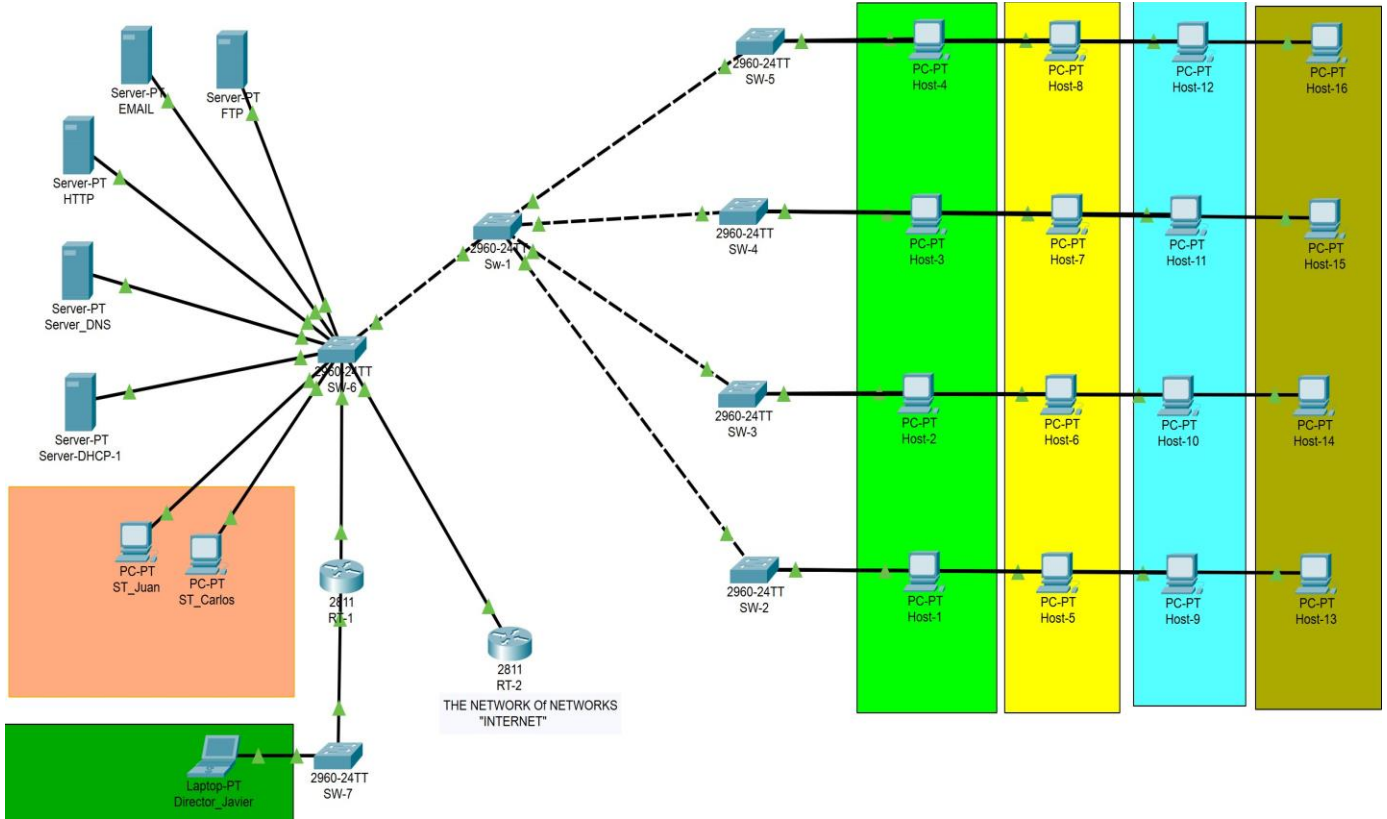 Server-PT
EMAIL
Server-PT
FTP
Server-PT
HTTP
Server-PT
Server_DNS
Server-PT
Server-DHCP-1
PC-PT
ST_Juan
PC-PT
ST_Carlos
Laptop-PT
Director_Javier
2960-24TT
SW-7
2811
RT-1
2960-24TT
SW-6
2811
RT-2
THE NETWORK Of NETWORKS
"INTERNET"
2960-24TT
Sw-1
2960-24TT
SW-5
PC-PT
Host-4
PC-PT
Host-8
PC-PT
Host-12
PC-PT
Host-16
2960-24TT
SW-4
PC-PT
Host-3
PC-PT
Host-7
PC-PT
Host-11
PC-PT
Host-15
2960-24TT
SW-3
PC-PT
Host-2
PC-PT
Host-6
PC-PT
Host-10
PC-PT
Host-14
2960-24TT
SW-2
PC-PT
Host-1
PC-PT
Host-5
PC-PT
Host-9
PC-PT
Host-13